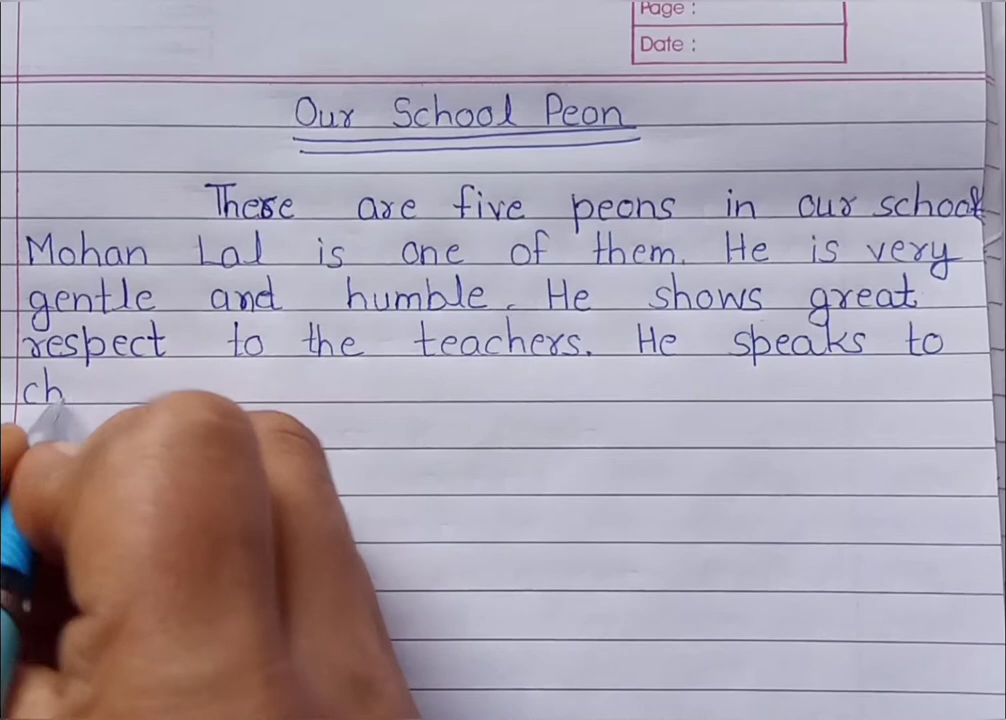 Page :
Date :
Our School Peon
There are five peons in our school
Mohan Lal is one of them. He is very
gentle and humble. He shows great
respect to the teachers. He speaks to
ch